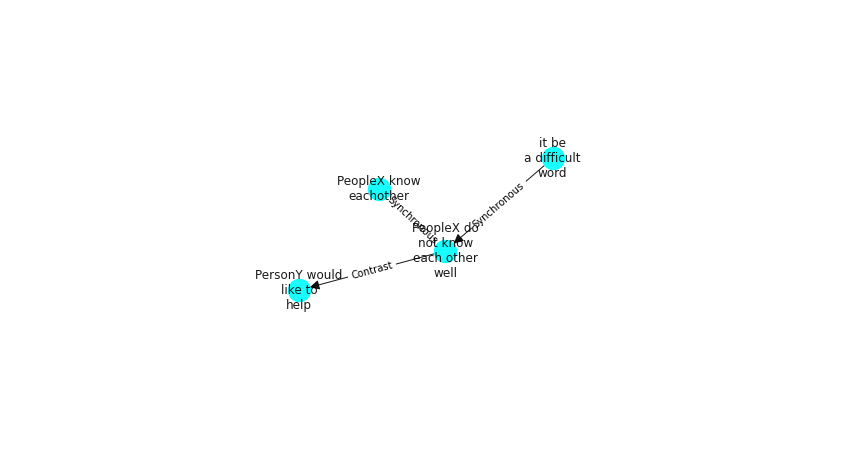 it be
a difficult
word
Synchronous
PeopleX know
eachother
Synchronous
PeopleX do
not know
each other
well
Contrast
PersonY would
like to
help